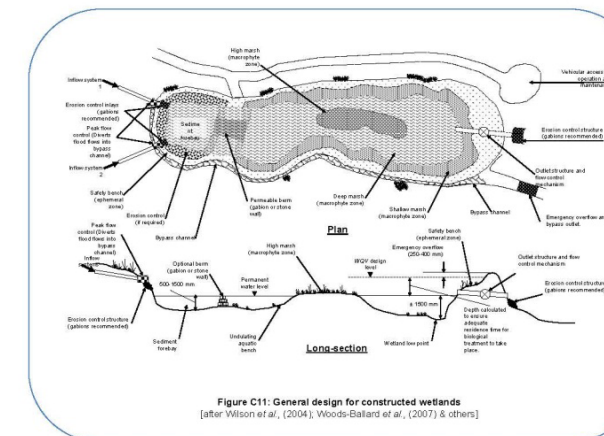 High marsh
(macrophyte
zone)
Inflow system
1
Erosion control inlays
(gabions
recommended)
Peak flow
control (Diverts
flood flows into
bypass
channel)
Inflow system
2
Safety bench
(ephemeral
zone)
Erosion control
(if required)
Bypass channel
Sedime
nt
forebay
Permeable berm
(gabion or stone
wall)
Deep marsh
(macrophyte zone)
Shallow marsh
(macrophyte zone)
Bypass channel
Vehicular access
operation
Erosion control structure
(gabions recommended)
Outlet structure and
flow control
mechanism
Emergency overflow and
bypass outlet.
Plan
Peak flow
control (Diverts
flood flows into
bypass
channel)
Inflow
Erosion control structure
(gabions recommended)
500-1500 mm
Optional berm
(gabion or stone
wall)
Permanent
water level
High marsh
(macrophyte zone)
Sediment
forebay
Undulating
aquatic
bench
WQV design
level
Emergency overflow
(250-400 mm)
Safety bench
(ephemeral zone)
Outlet structure and flow
control mechanism
Erosion control structure
(gabions recommended)
± 1500 mm
Wetland low point
Depth calculated
to ensure
adequate
residence time for
biological
treatment to take
place.
Long-section
Figure C11: General design for constructed wetlands
[after Wilson et al., (2004); Woods-Ballard et al., (2007) & others]